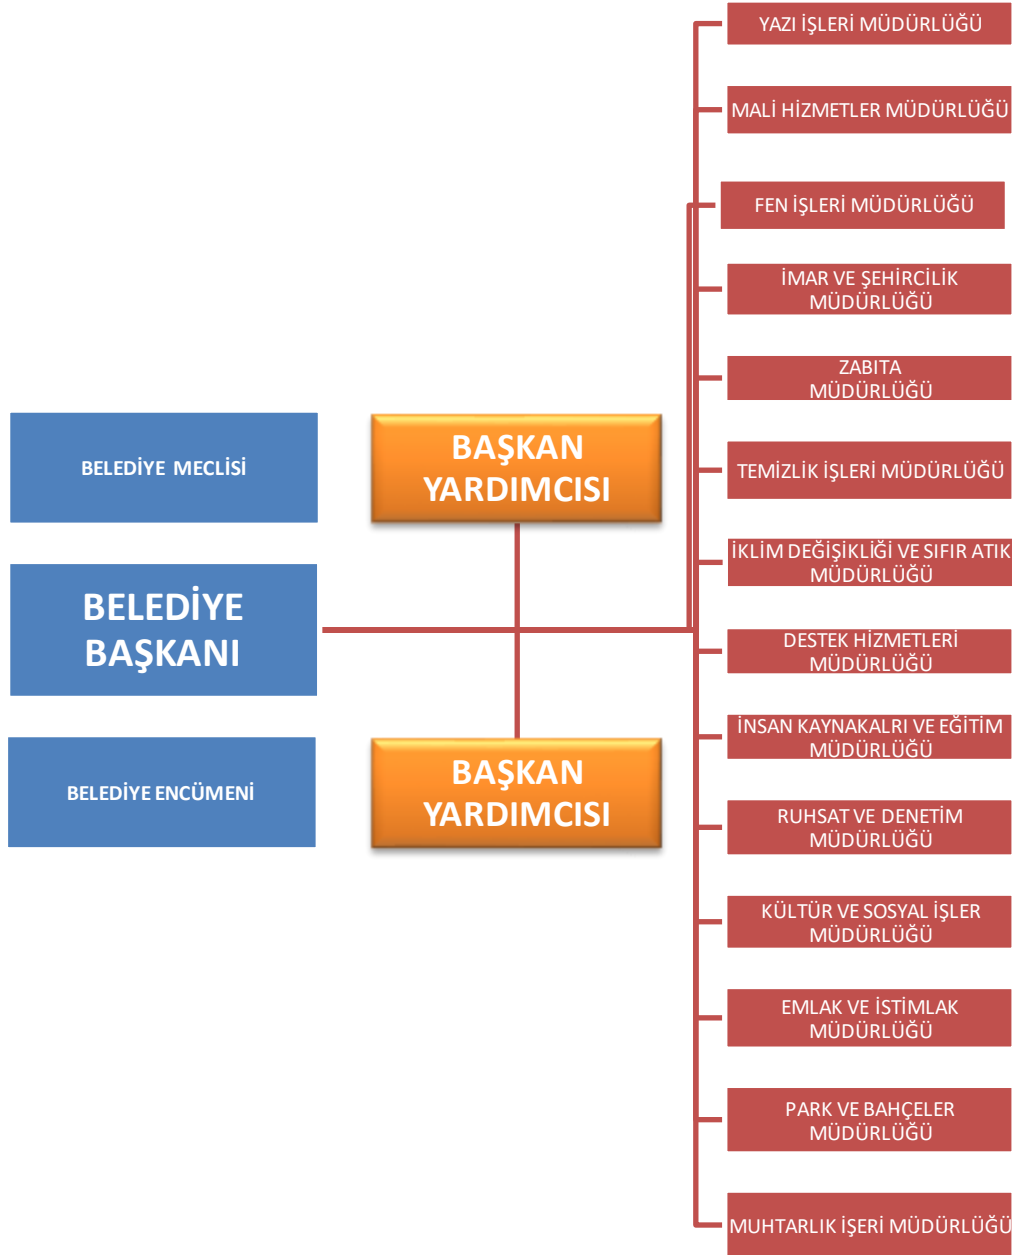 BELEDİYE MECLİSİ
BELEDİYE
BAŞKANI
BELEDİYE ENCÜMENİ
BAŞKAN
YARDIMCISI
BAŞKAN
YARDIMCISI
YAZI İŞLERİ MÜDÜRLÜĞÜ
MALİ HİZMETLER MÜDÜRLÜĞÜ
FEN İŞLERİ MÜDÜRLÜĞÜ
İMAR VE ŞEHİRCİLİK
MÜDÜRLÜĞÜ
ZABITA
MÜDÜRLÜĞÜ
TEMİZLİK İŞLERİ MÜDÜRLÜĞÜ
İKLİM DEĞİŞİKLİĞİ VE SIFIR ATIK
MÜDÜRLÜĞÜ
DESTEK HİZMETLERİ
MÜDÜRLÜĞÜ
İNSAN KAYNAKALRI VE EĞİTİM
MÜDÜRLÜĞÜ
RUHSAT VE DENETİM
MÜDÜRLÜĞÜ
KÜLTÜR VE SOSYAL İŞLER
MÜDÜRLÜĞÜ
EMLAK VE İSTİMLAK
MÜDÜRLÜĞÜ
PARK VE BAHÇELER
MÜDÜRLÜĞÜ
MUHTARLIK İŞERİ MÜDÜRLÜĞÜ